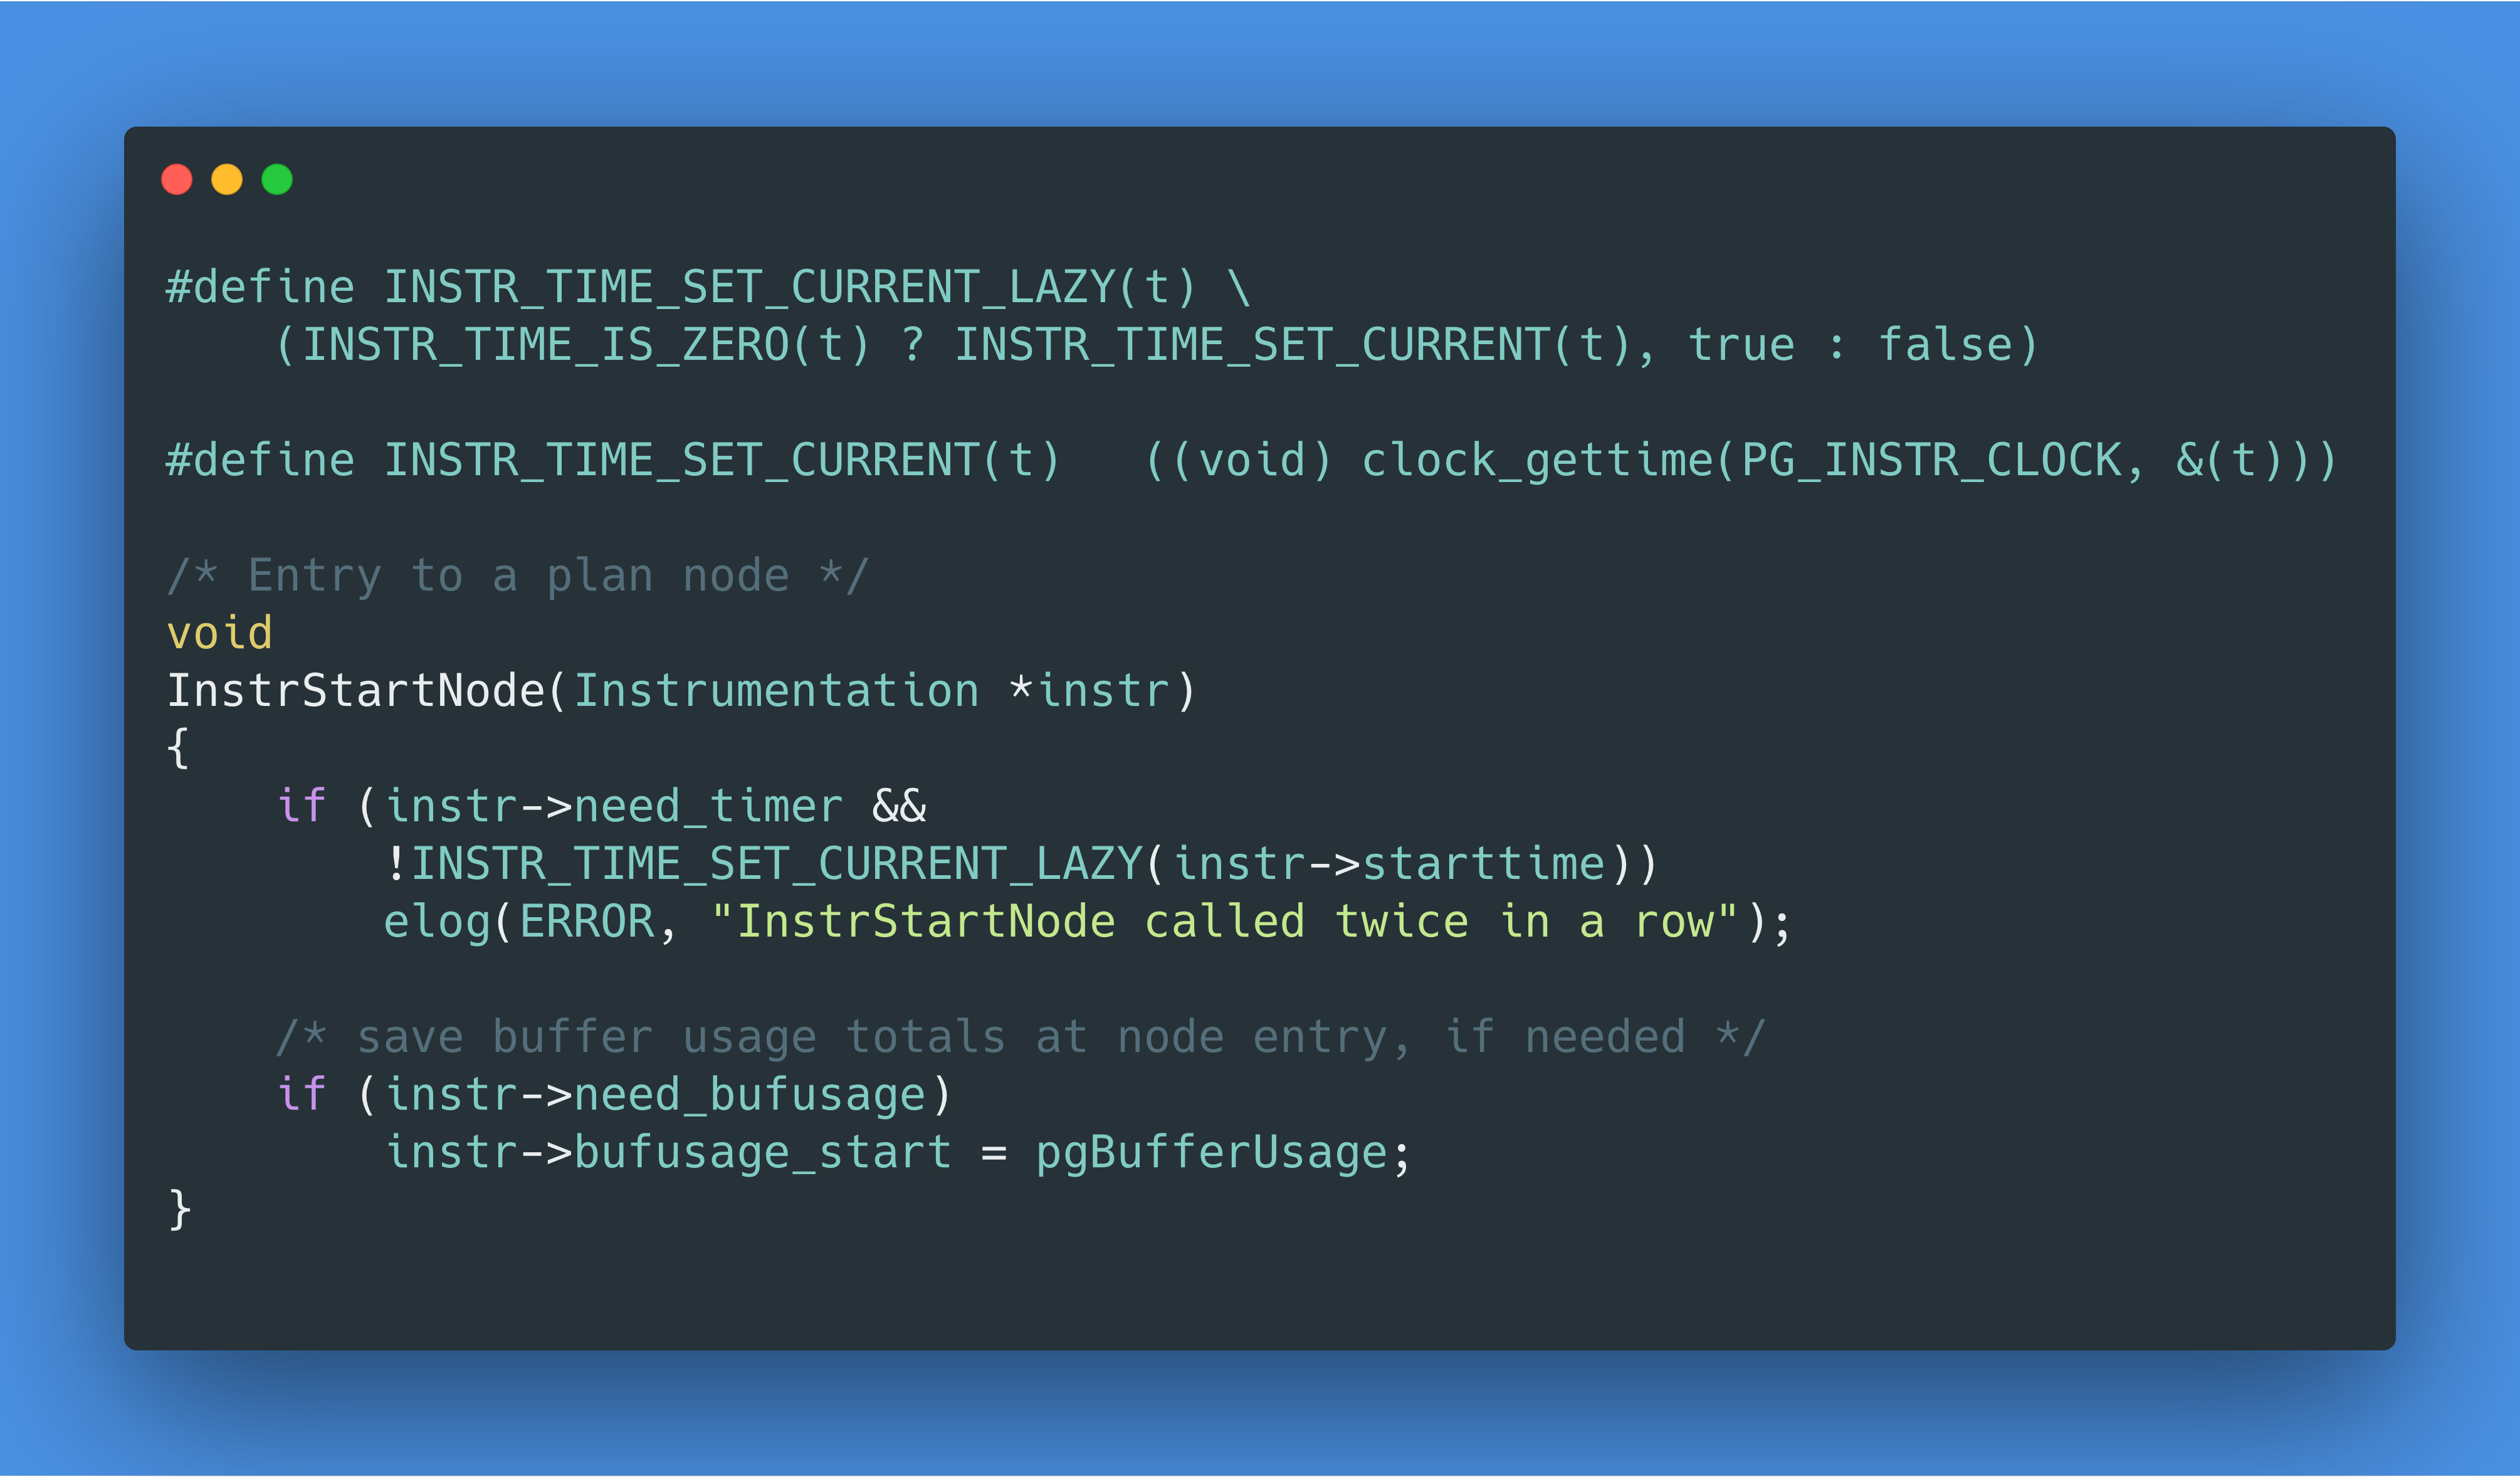 #define INSTR_TIME_SET_CURRENT_LAZY(t) \
    (INSTR_TIME_IS_ZERO(t) ? INSTR_TIME_SET_CURRENT(t), true : false)

#define INSTR_TIME_SET_CURRENT(t)   ((void) clock_gettime(PG_INSTR_CLOCK, &(t)))

/* Entry to a plan node */
void
InstrStartNode(Instrumentation *instr)
{
    if (instr->need_timer &&
        !INSTR_TIME_SET_CURRENT_LAZY(instr->starttime))
        elog(ERROR, "InstrStartNode called twice in a row");

    /* save buffer usage totals at node entry, if needed */
    if (instr->need_bufusage)
        instr->bufusage_start = pgBufferUsage;
}